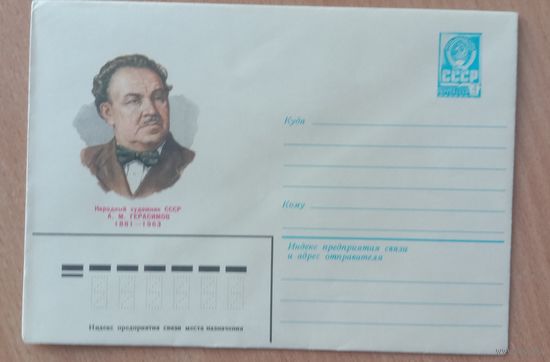 СССР
Куда
Народный художник СССР
А. М. ГЕРАСИМОВ
1881—1963
Кому
Индекс предприятия связи
и адрес отправителя
Индекс предприятия связи места назначения